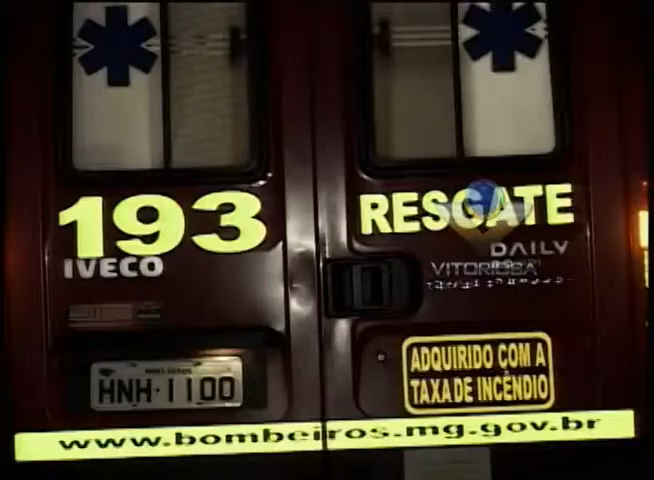 193 RESGATE
IVECO
DAILY
VITORIOSA
HNH·1100
ADQUIRIDO COM A
TAXA DE INCÊNDIO
www.bombeiros.mg.gov.br